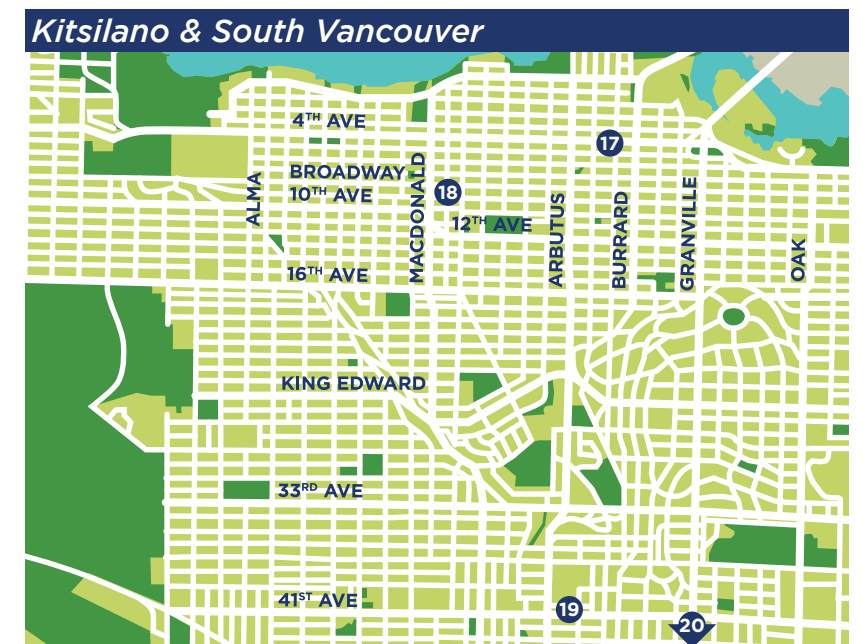 Kitsilano & South Vancouver
4TH AVE
17
BROADWAY
10TH AVE
18
ALMA
MACDONALD
12TH AVE
ARBUTUS
BURRARD
GRANVILLE
OAK
16TH AVE
KING EDWARD
33RD AVE
41ST AVE
19
20